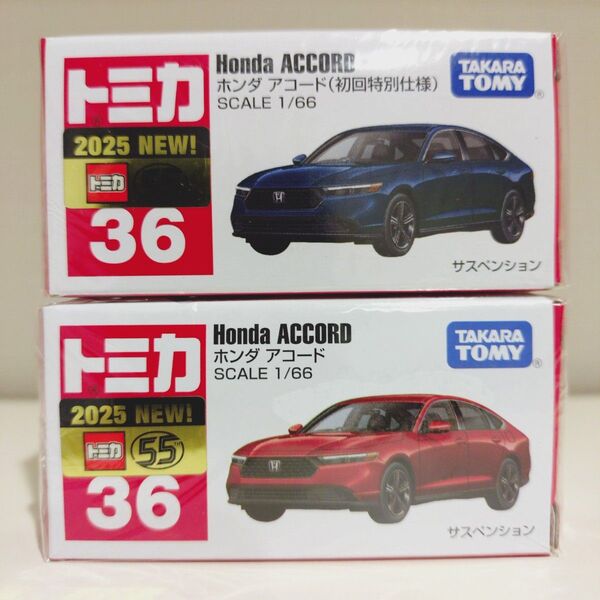 トミカ
2025 NEW!
トミカ
36
Honda ACCORD
ホンダ アコード(初回特別仕様)
SCALE 1/66
TAKARA
TOMY®
サスペンション
トミカ
2025 NEW!
トミカ 55TH
36
Honda ACCORD
ホンダ アコード
SCALE 1/66
TAKARA
TOMY®
サスペンション